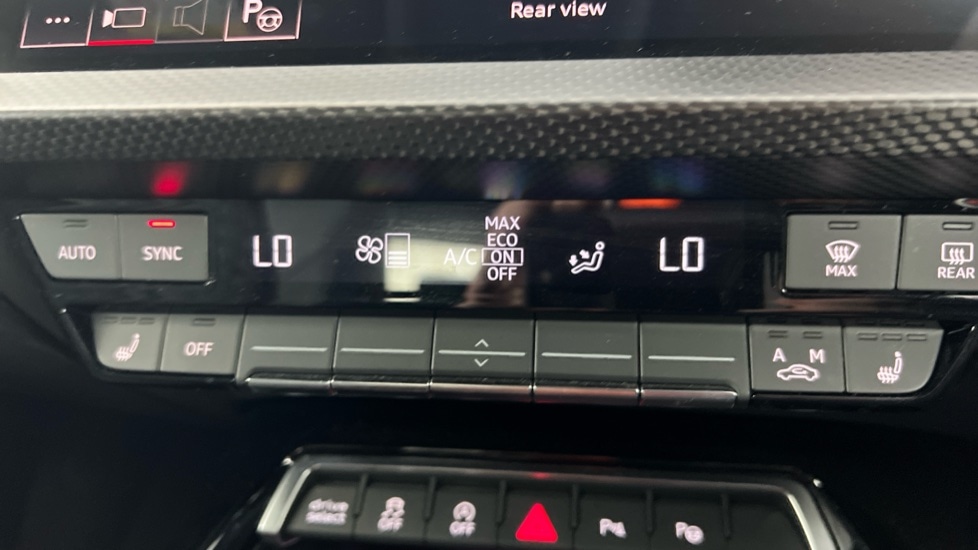 ... P Rear view
MAX
AUTO SYNC LO A/C ECO LO MAX REAR
ON
OFF
OFF A M
drive select OFF OFF P P